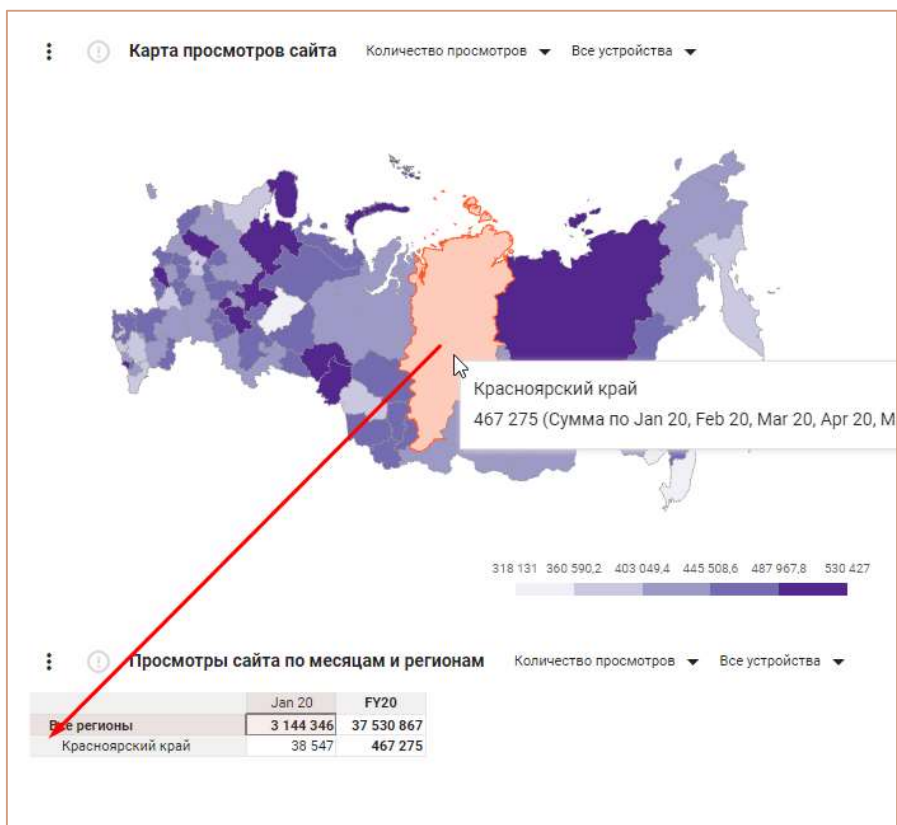 Карта просмотров сайта Количество просмотров Все устройства
Красноярский край
467 275 (Сумма по Jan 20, Feb 20, Mar 20, Apr 20, M
318 131 360 590,2 403 049,4 445 508,6 487 967,8 530 427
Просмотры сайта по месяцам и регионам Количество просмотров Все устройства
Jan 20 FY20
Все регионы 3 144 346 37 530 867
Красноярский край 38 547 467 275